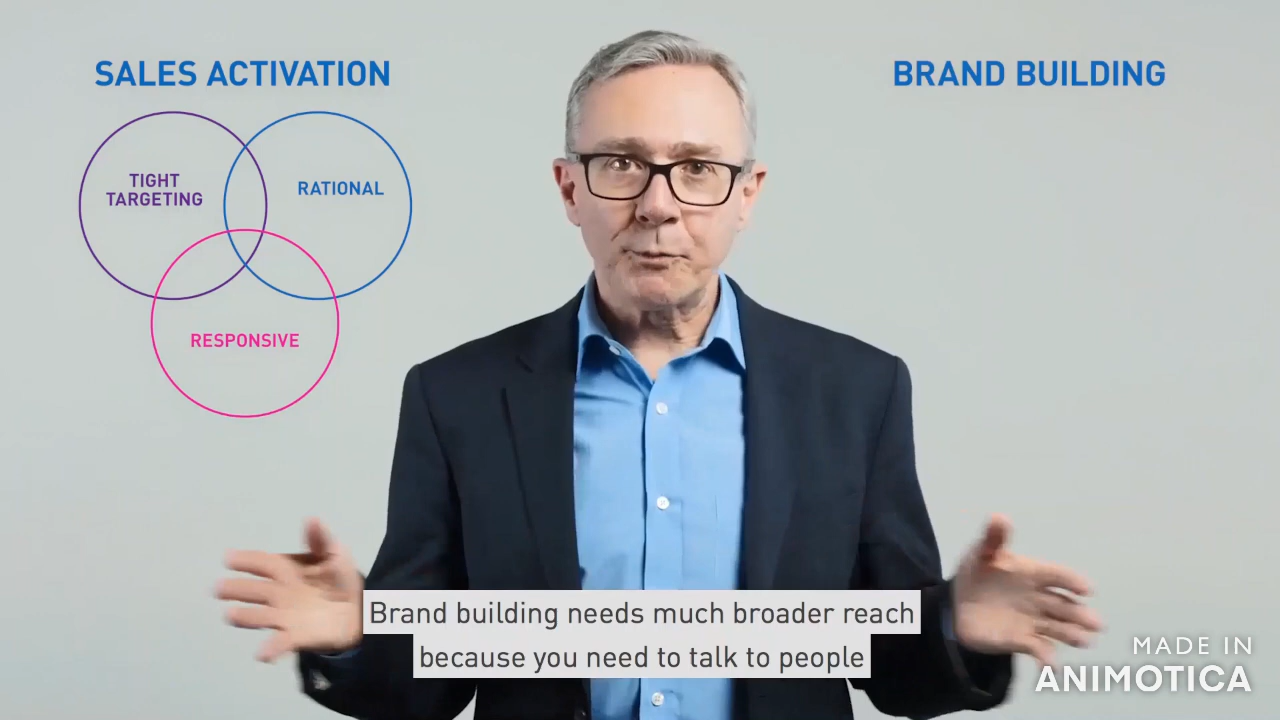 SALES ACTIVATION
BRAND BUILDING
TIGHT
TARGETING
RATIONAL
RESPONSIVE
Brand building needs much broader reach
because you need to talk to people
MADE IN
ANIMOTICA